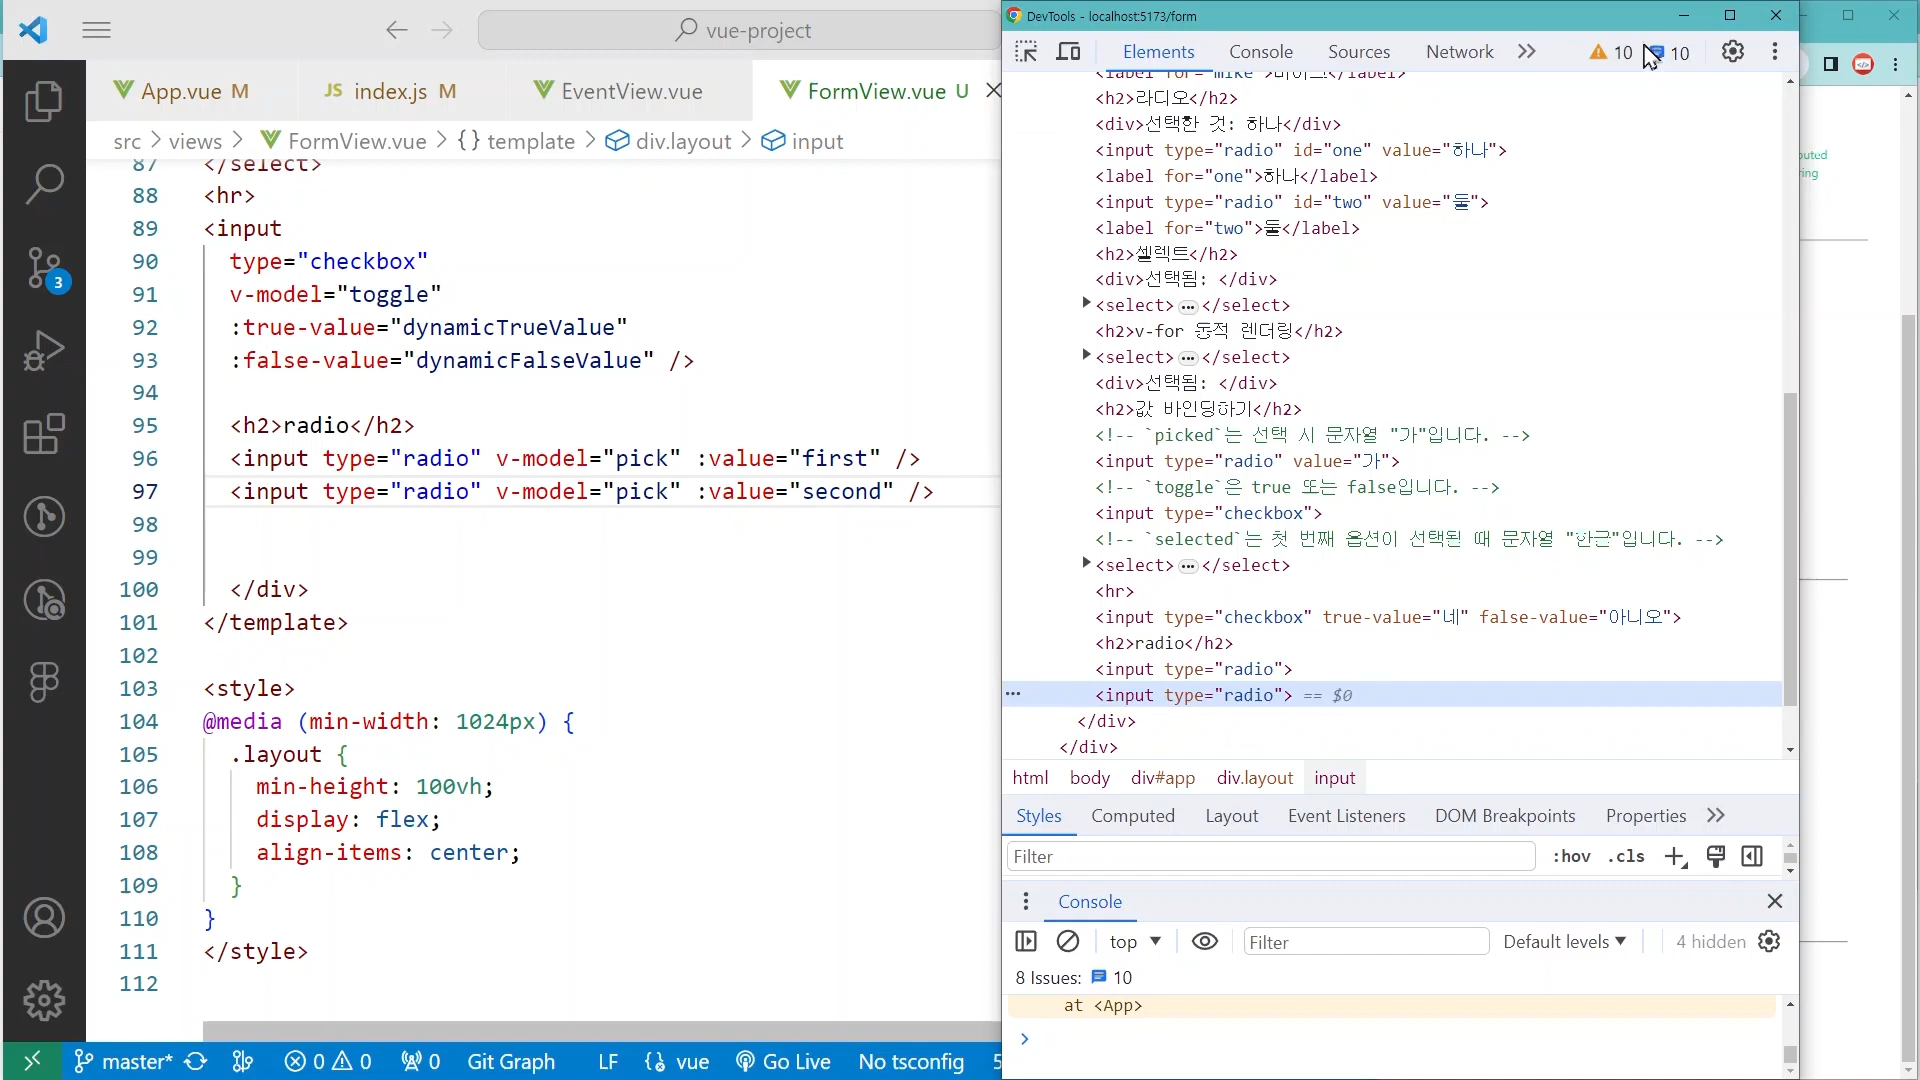 vue-project
App.vue M
JS index.js M
EventView.vue
FormView.vue U
src > views > FormView.vue > {} template > div.layout > input
87 </select>
88 <hr>
89 <input
90 type="checkbox"
91 v-model="toggle"
92 :true-value="dynamicTrueValue"
93 :false-value="dynamicFalseValue" />
94
95 <h2>radio</h2>
96 <input type="radio" v-model="pick" :value="first" />
97 <input type="radio" v-model="pick" :value="second" />
98
99
100 </div>
101 </template>
102
103 <style>
104 @media (min-width: 1024px) {
105 .layout {
106 min-height: 100vh;
107 display: flex;
108 align-items: center;
109 }
110 }
111 </style>
112
3
master* 0 0 0 Git Graph LF vue Go Live No tsconfig
DevTools - localhost:5173/form
Elements Console Sources Network 10 10
<label for="mike">마이크</label>
<h2>라디오</h2>
<div>선택한 것: 하나</div>
<input type="radio" id="one" value="하나">
<label for="one">하나</label>
<input type="radio" id="two" value="둘">
<label for="two">둘</label>
<h2>셀렉트</h2>
<div>선택됨: </div>
<select>…</select>
<h2>v-for 동적 렌더링</h2>
<select>…</select>
<div>선택됨: </div>
<h2>값 바인딩하기</h2>
<!-- `picked`는 선택 시 문자열 "가"입니다. -->
<input type="radio" value="가">
<!-- `toggle`은 true 또는 false입니다. -->
<input type="checkbox">
<!-- `selected`는 첫 번째 옵션이 선택된 때 문자열 "한근"입니다. -->
<select>…</select>
<hr>
<input type="checkbox" true-value="네" false-value="아니오">
<h2>radio</h2>
<input type="radio">
… <input type="radio"> == $0
</div>
</div>
html body div#app div.layout input
Styles Computed Layout Event Listeners DOM Breakpoints Properties
Filter :hov .cls
Console
top Filter Default levels 4 hidden
8 Issues: 10
at <App>
>